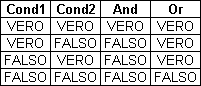 Cond1 Cond2 And Or
VERO VERO VERO VERO
VERO FALSO FALSO VERO
FALSO VERO FALSO VERO
FALSO FALSO FALSO FALSO